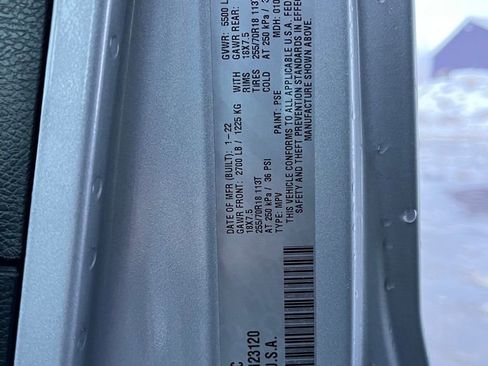 DATE OF MFR (BUILT): 1-22 GVWR: 5500 L
GAWR FRONT: 2700 LB / 1225 KG WITH GAWR REAR:
18X7.5 RIMS 18X7.5
255/70R18 113T TIRES 255/70R18 113
AT 250 kPa / 36 PSI COLD AT 250 kPa / 3
TYPE: MPV PAINT: PSE MDH: 010
THIS VEHICLE CONFORMS TO ALL APPLICABLE U.S.A. FED
SAFETY AND THEFT PREVENTION STANDARDS IN EFFEC
MANUFACTURE SHOWN ABOVE.
C
123120
U.S.A.